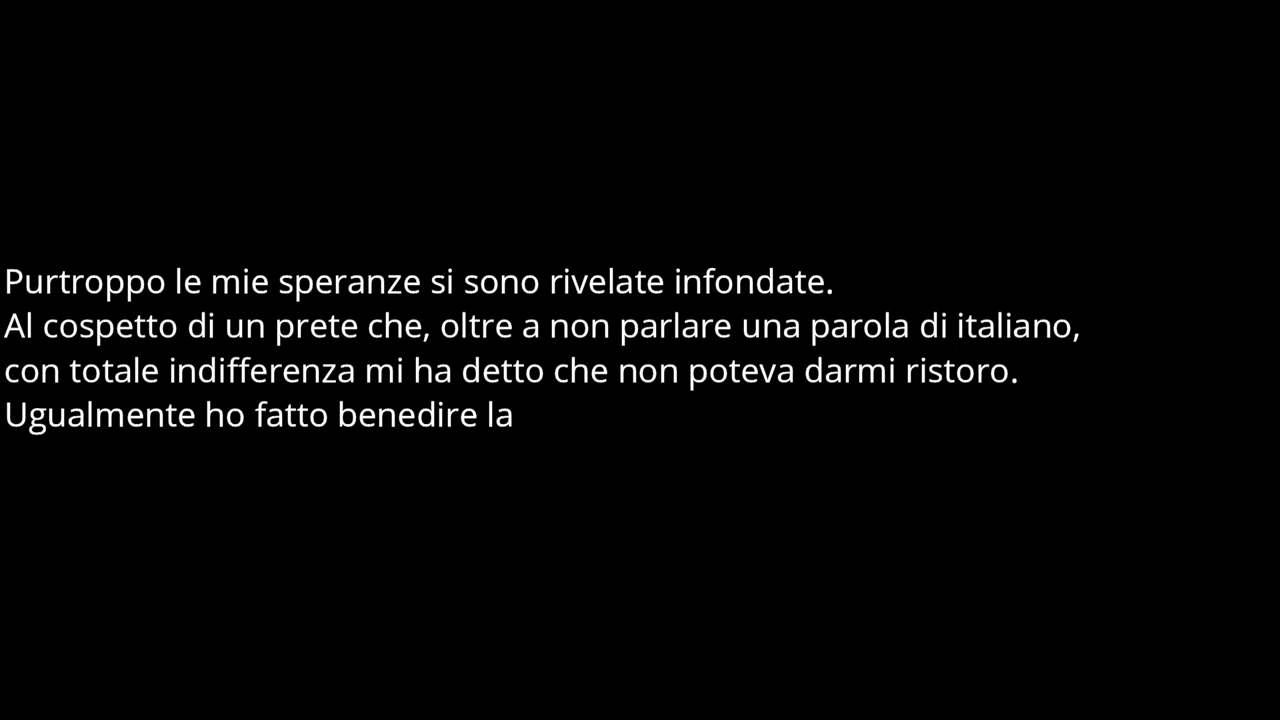 Purtroppo le mie speranze si sono rivelate infondate.
Al cospetto di un prete che, oltre a non parlare una parola di italiano,
con totale indifferenza mi ha detto che non poteva darmi ristoro.
Ugualmente ho fatto benedire la